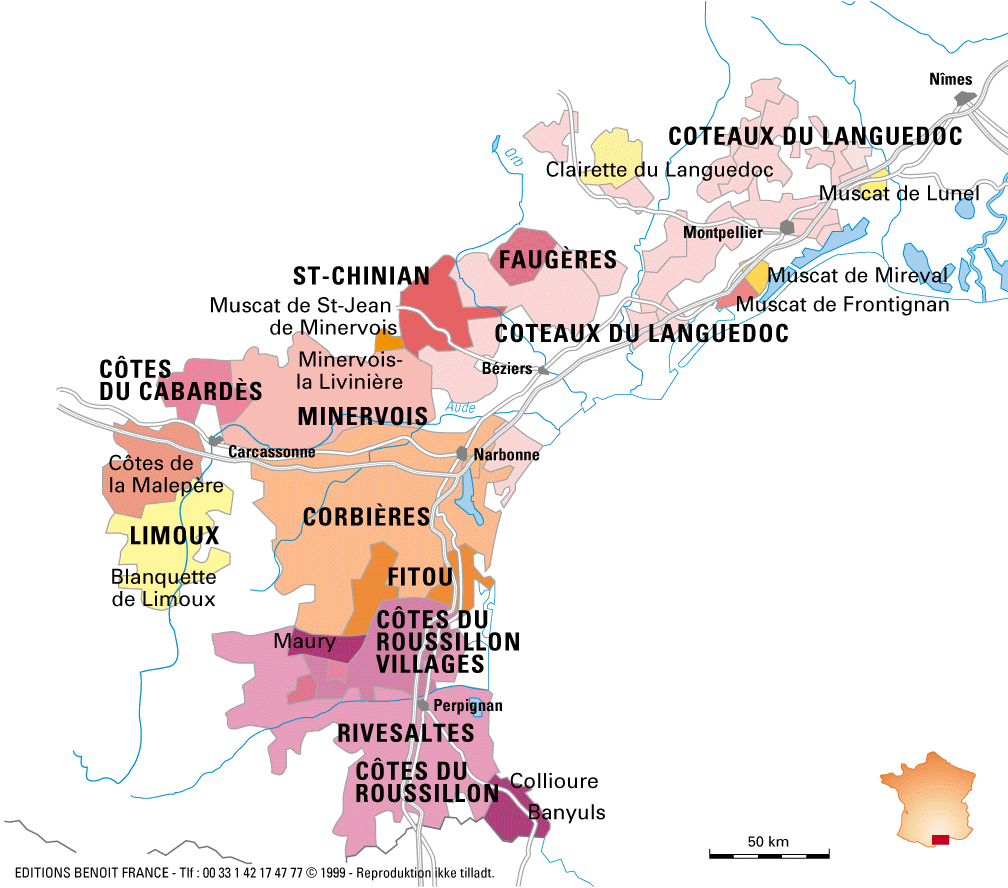 Nîmes
COTEAUX DU LANGUEDOC
Orb
Clairette du Languedoc
Muscat de Lunel
Montpellier
FAUGÈRES
ST-CHINIAN
Muscat de Mireval
Muscat de St-Jean
de Minervois
Muscat de Frontignan
COTEAUX DU LANGUEDOC
Minervois-
la Livinière
CÔTES
DU CABARDÈS
Béziers
Aude
MINERVOIS
Carcassonne
Narbonne
Côtes de
la Malepère
CORBIÈRES
LIMOUX
Blanquette
de Limoux
FITOU
CÔTES DU
ROUSSILLON
VILLAGES
Maury
Perpignan
RIVESALTES
CÔTES DU
ROUSSILLON
Collioure
Banyuls
50 km
EDITIONS BENOIT FRANCE - Tlf : 00 33 1 42 17 47 77 © 1999 - Reproduktion ikke tilladt.